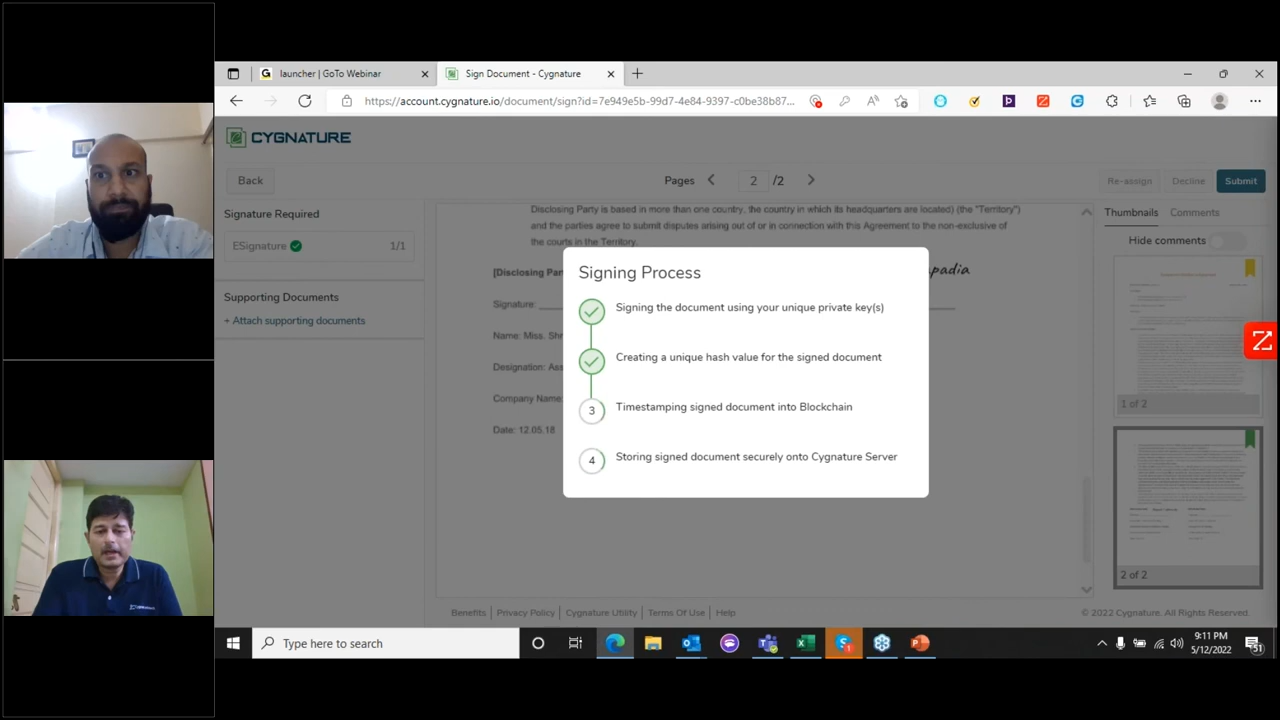 launcher | GoTo Webinar
Sign Document - Cygnature
https://account.cygnature.io/document/sign?id=7e949e5b-99d7-4e84-9397-c0be38b87...
CYGNATURE
Back
Pages
2
/2
Re-assign
Decline
Submit
Signature Required
ESignature
1/1
Supporting Documents
+ Attach supporting documents
Disclosing Party is based in more than one country, the country in which its headquarters are located) (the "Territory")
and the parties agree to submit disputes arising out of or in connection with this Agreement to the non-exclusive of
the courts in the Territory.
[Disclosing
Signature:
Name: Miss.
Designation:
Company Name:
Date: 12.05.18
Signing Process
Signing the document using your unique private key(s)
Creating a unique hash value for the signed document
3
Timestamping signed document into Blockchain
4
Storing signed document securely onto Cygnature Server
Thumbnails
Comments
Hide comments
1 of 2
2 of 2
Benefits | Privacy Policy | Cygnature Utility | Terms Of Use | Help
© 2022 Cygnature. All Rights Reserved.
Type here to search
9:11 PM
5/12/2022
51